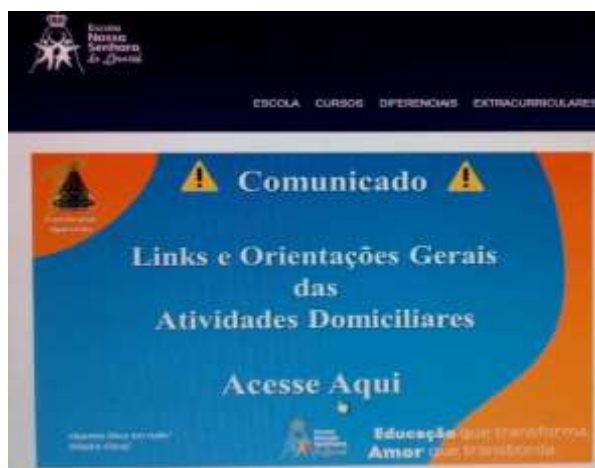 Escola
Nossa
Senhora
ESCOLA CURSOS DIFERENCIAIS EXTRACURRICULARES
Comunicado
Links e Orientações Gerais
das
Atividades Domiciliares
Acesse Aqui
Educação que transforma
Amor que transborda